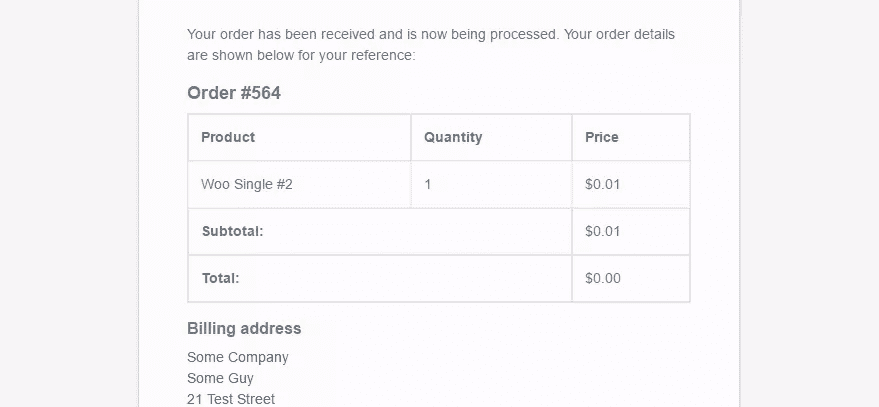 Your order has been received and is now being processed. Your order details
are shown below for your reference:
Order #564
Product Quantity Price
Woo Single #2 1 $0.01
Subtotal: $0.01
Total: $0.00
Billing address
Some Company
Some Guy
21 Test Street